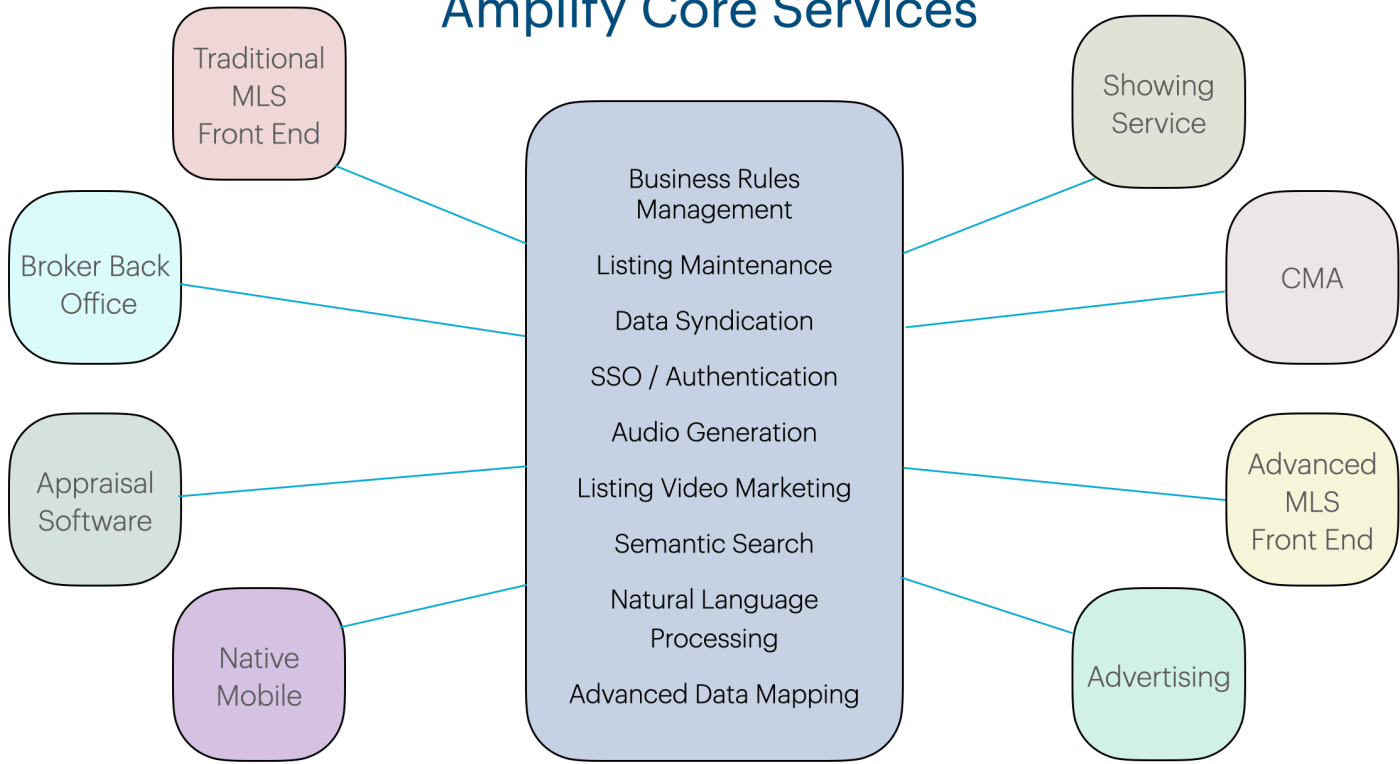 Amplify Core Services
Traditional
MLS
Front End
Broker Back
Office
Appraisal
Software
Native
Mobile
Business Rules
Management
Listing Maintenance
Data Syndication
SSO / Authentication
Audio Generation
Listing Video Marketing
Semantic Search
Natural Language
Processing
Advanced Data Mapping
Showing
Service
CMA
Advanced
MLS
Front End
Advertising